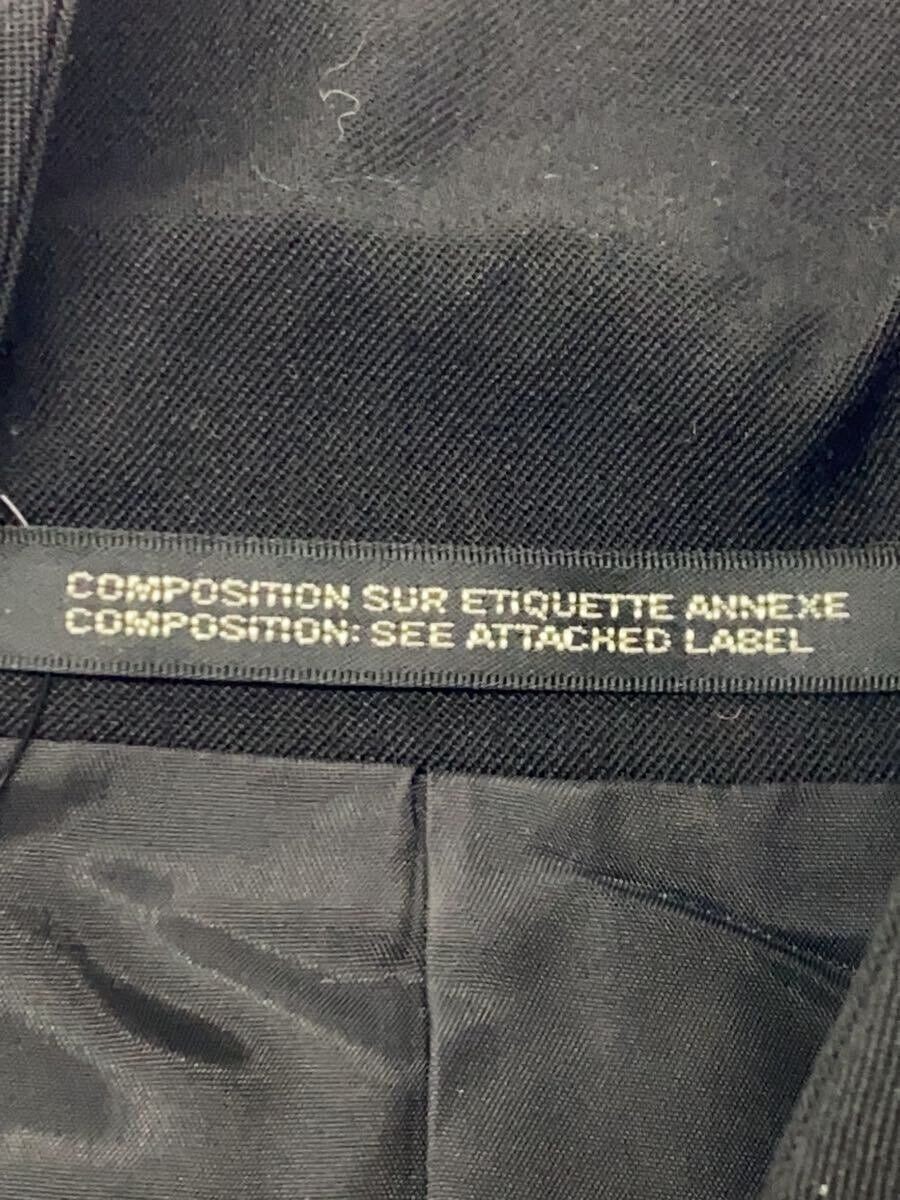 COMPOSITION SUR ETIQUETTE ANNEXE
COMPOSITION: SEE ATTACHED LABEL